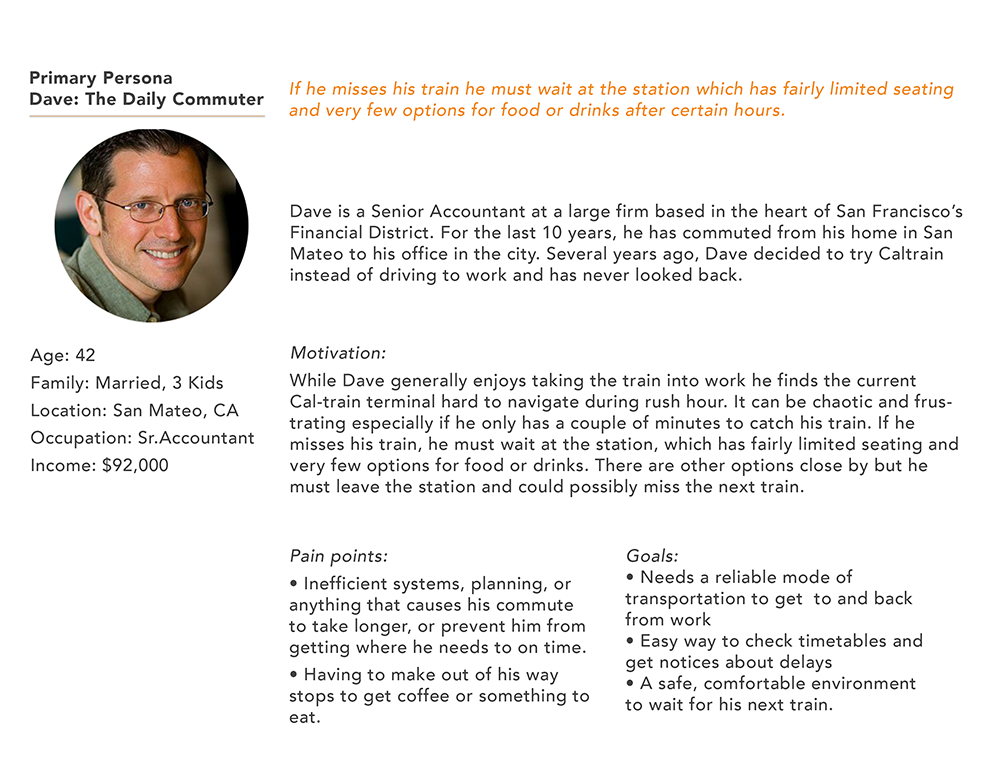 Primary Persona
Dave: The Daily Commuter
If he misses his train he must wait at the station which has fairly limited seating
and very few options for food or drinks after certain hours.
Dave is a Senior Accountant at a large firm based in the heart of San Francisco’s
Financial District. For the last 10 years, he has commuted from his home in San
Mateo to his office in the city. Several years ago, Dave decided to try Caltrain
instead of driving to work and has never looked back.
Age: 42
Family: Married, 3 Kids
Location: San Mateo, CA
Occupation: Sr.Accountant
Income: $92,000
Motivation:
While Dave generally enjoys taking the train into work he finds the current
Cal-train terminal hard to navigate during rush hour. It can be chaotic and frus-
trating especially if he only has a couple of minutes to catch his train. If he
misses his train, he must wait at the station, which has fairly limited seating and
very few options for food or drinks. There are other options close by but he
must leave the station and could possibly miss the next train.
Pain points:
• Inefficient systems, planning, or
anything that causes his commute
to take longer, or prevent him from
getting where he needs to on time.
• Having to make out of his way
stops to get coffee or something to
eat.
Goals:
• Needs a reliable mode of
transportation to get  to and back
from work
• Easy way to check timetables and
get notices about delays
• A safe, comfortable environment
to wait for his next train.